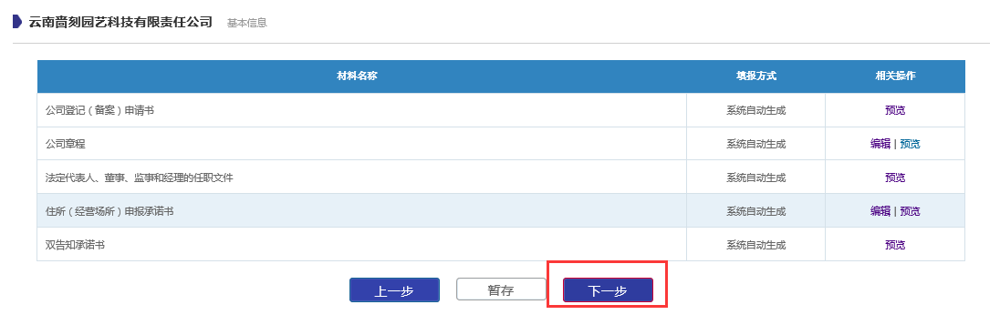 云南啬刻园艺科技有限责任公司 基本信息
材料名称 填报方式 相关操作
公司登记（备案）申请书 系统自动生成 预览
公司章程 系统自动生成 编辑 | 预览
法定代表人、董事、监事和经理的任职文件 系统自动生成 预览
住所（经营场所）申报承诺书 系统自动生成 编辑 | 预览
双告知承诺书 系统自动生成 预览
上一步 暂存 下一步